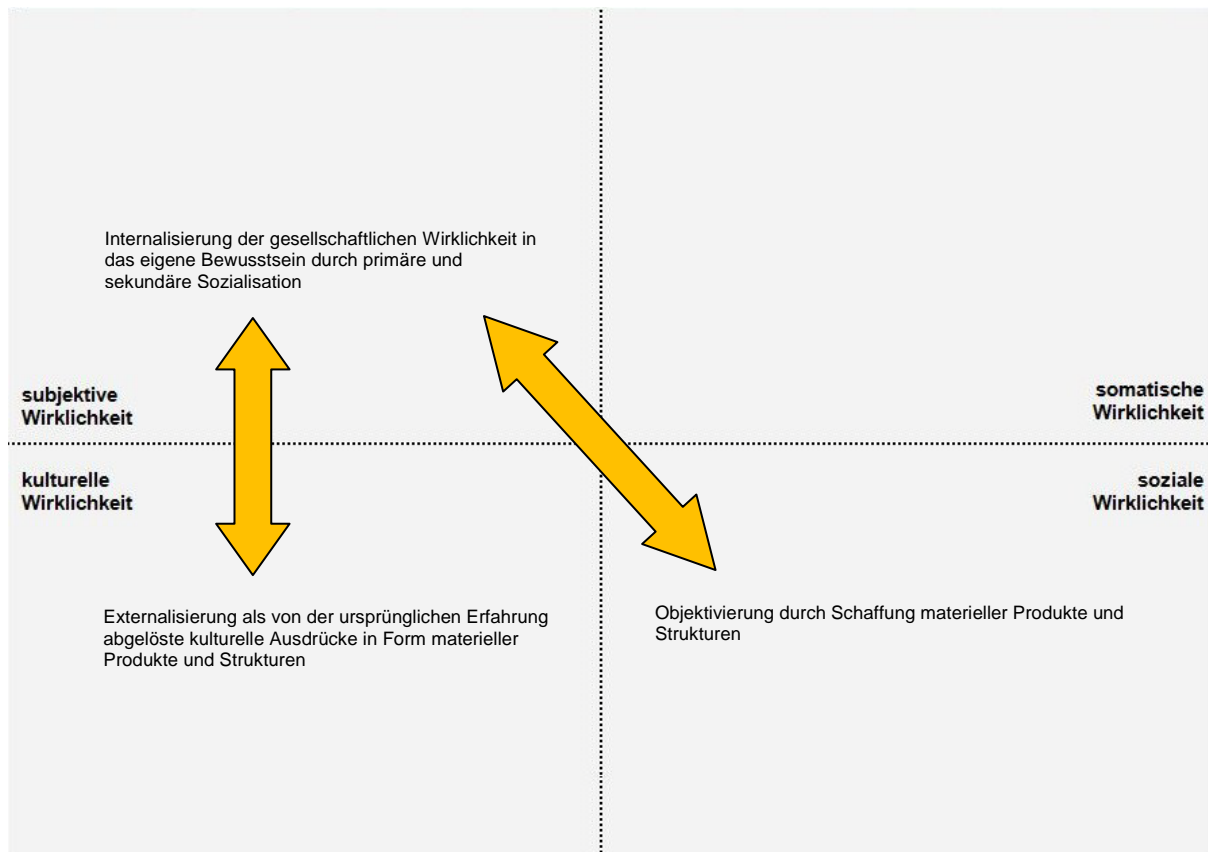 Internalisierung der gesellschaftlichen Wirklichkeit in
das eigene Bewusstsein durch primäre und
sekundäre Sozialisation
subjektive
Wirklichkeit
somatische
Wirklichkeit
kulturelle
Wirklichkeit
soziale
Wirklichkeit
Externalisierung als von der ursprünglichen Erfahrung
abgelöste kulturelle Ausdrücke in Form materieller
Produkte und Strukturen
Objektivierung durch Schaffung materieller Produkte und
Strukturen